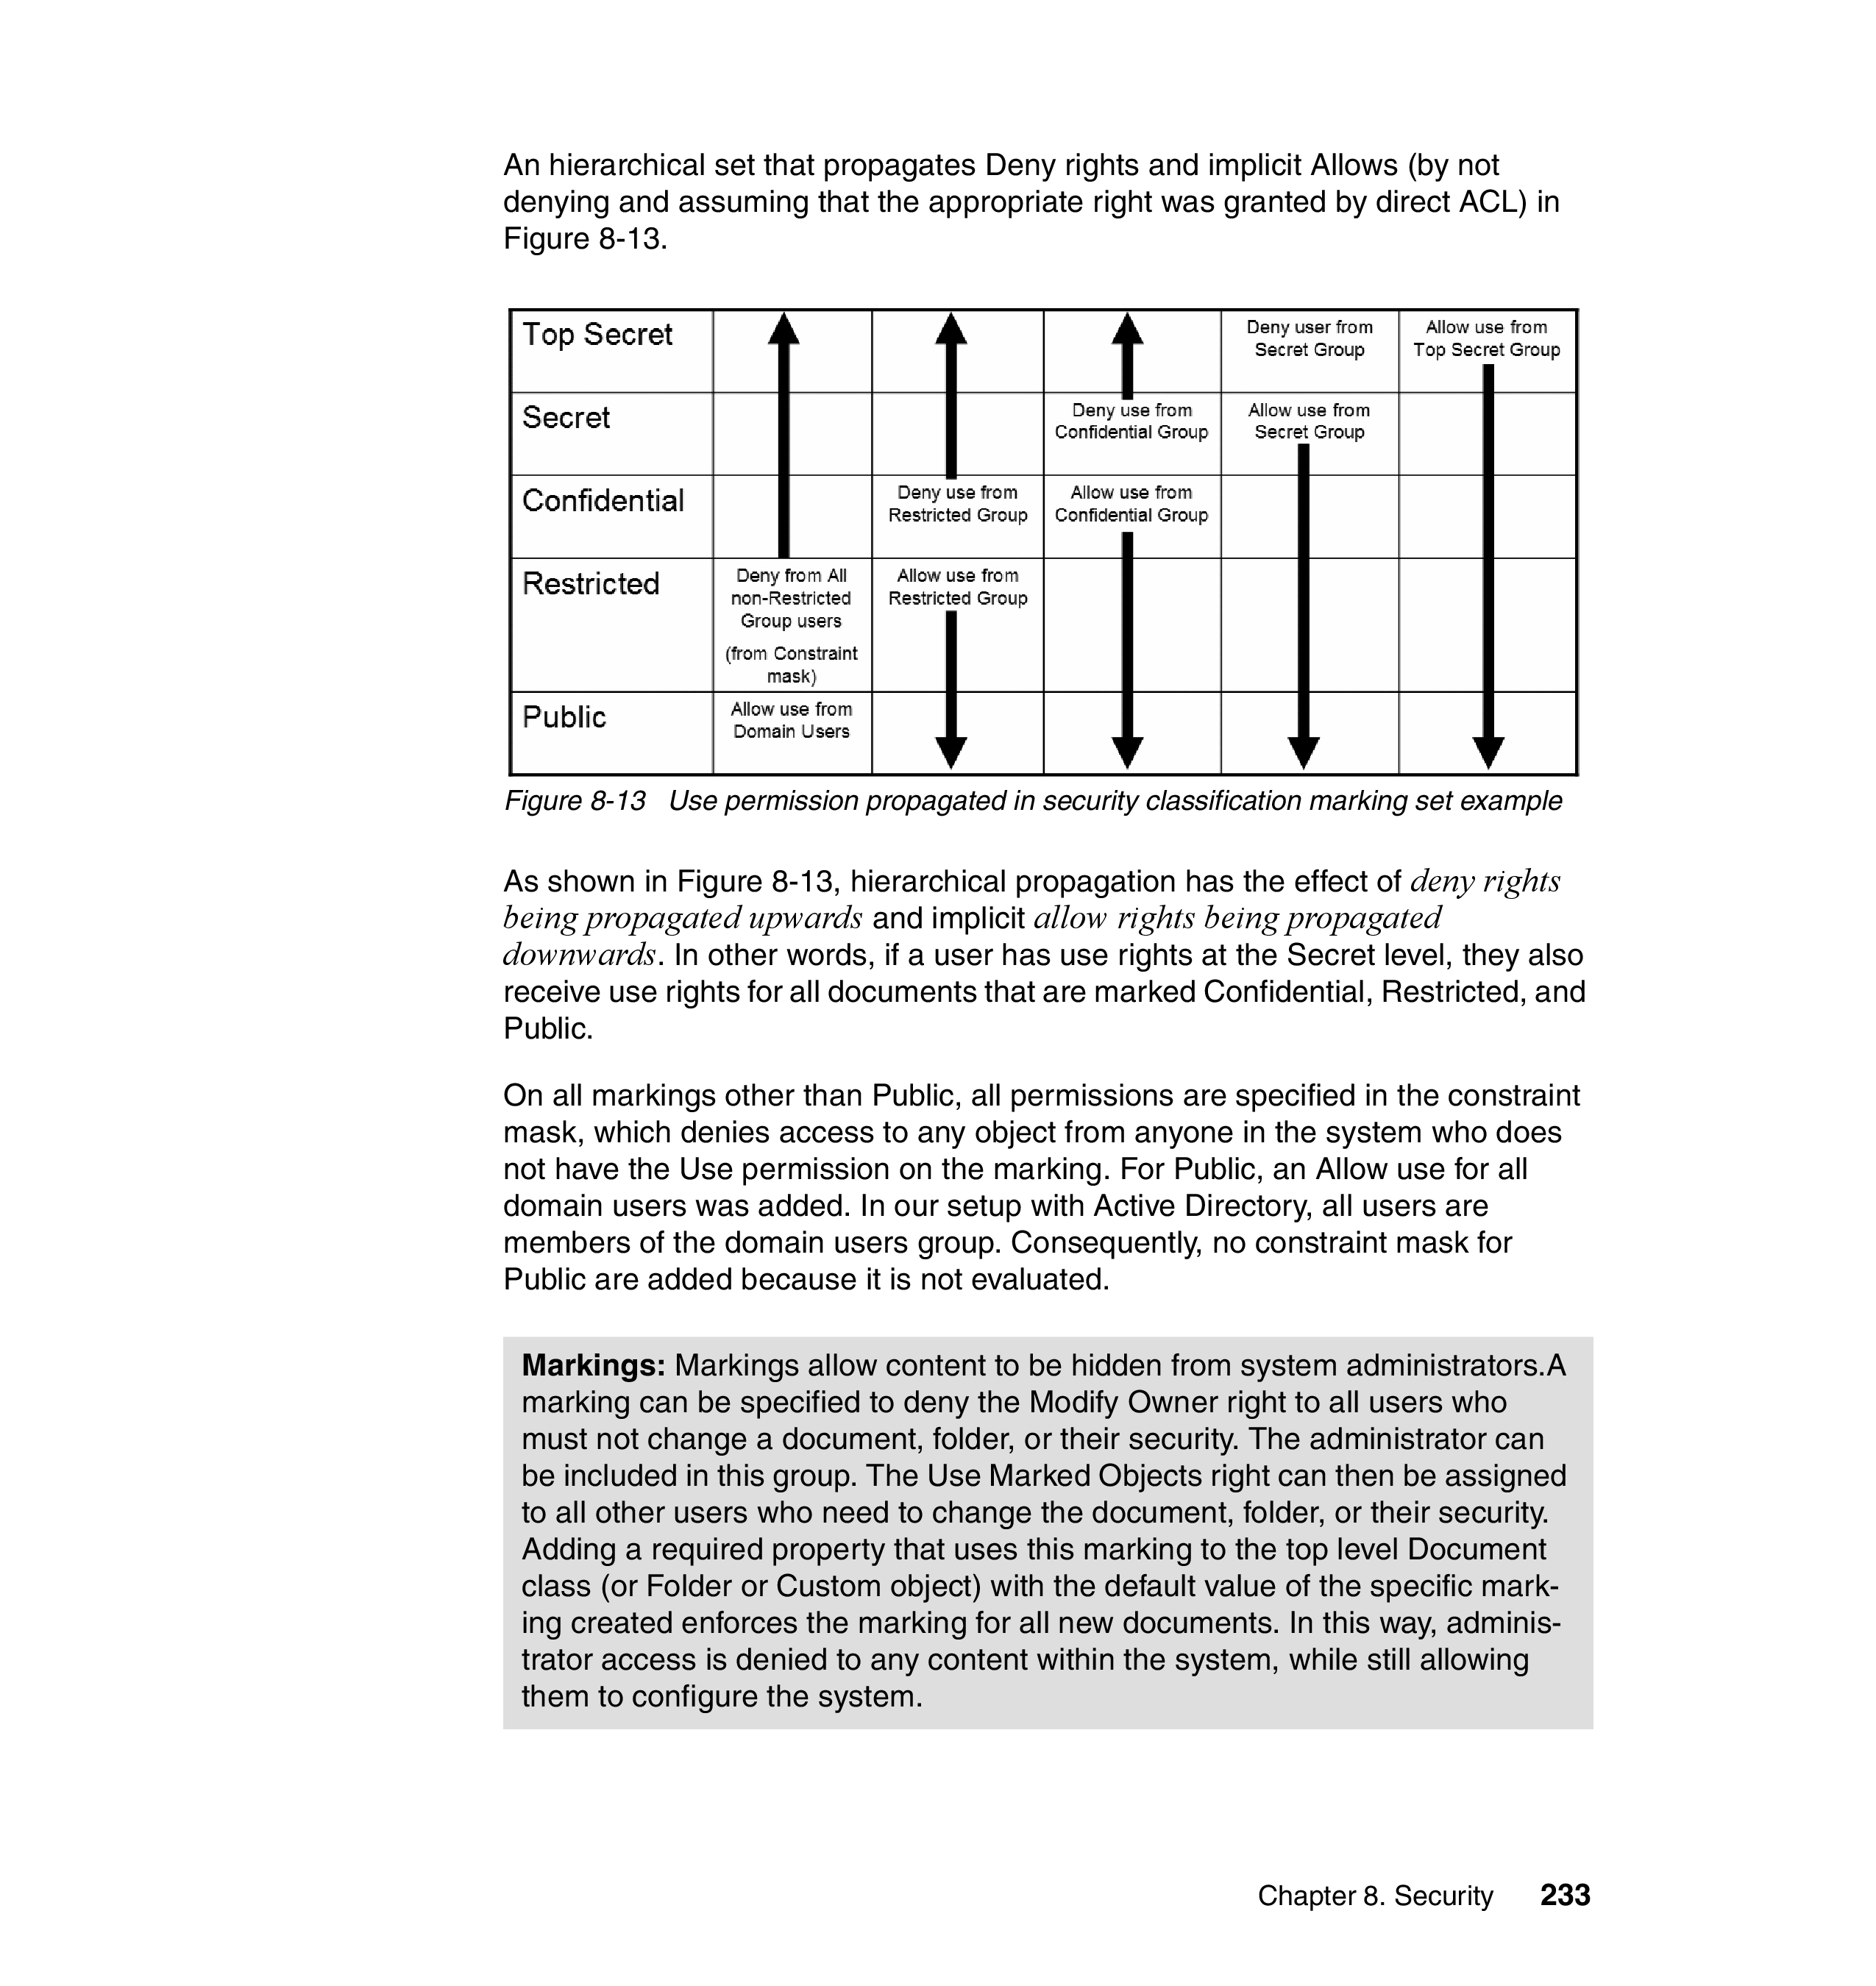 An hierarchical set that propagates Deny rights and implicit Allows (by not
denying and assuming that the appropriate right was granted by direct ACL) in
Figure 8-13.
Top Secret
Deny user from
Secret Group
Allow use from
Top Secret Group
Secret
Deny use from
Confidential Group
Allow use from
Secret Group
Confidential
Deny use from
Restricted Group
Allow use from
Confidential Group
Restricted
Deny from All
non-Restricted
Group users
(from Constraint
mask)
Allow use from
Restricted Group
Public
Allow use from
Domain Users
Figure 8-13 Use permission propagated in security classification marking set example
As shown in Figure 8-13, hierarchical propagation has the effect of deny rights
being propagated upwards and implicit allow rights being propagated
downwards. In other words, if a user has use rights at the Secret level, they also
receive use rights for all documents that are marked Confidential, Restricted, and
Public.
On all markings other than Public, all permissions are specified in the constraint
mask, which denies access to any object from anyone in the system who does
not have the Use permission on the marking. For Public, an Allow use for all
domain users was added. In our setup with Active Directory, all users are
members of the domain users group. Consequently, no constraint mask for
Public are added because it is not evaluated.
Markings: Markings allow content to be hidden from system administrators.A
marking can be specified to deny the Modify Owner right to all users who
must not change a document, folder, or their security. The administrator can
be included in this group. The Use Marked Objects right can then be assigned
to all other users who need to change the document, folder, or their security.
Adding a required property that uses this marking to the top level Document
class (or Folder or Custom object) with the default value of the specific mark-
ing created enforces the marking for all new documents. In this way, adminis-
trator access is denied to any content within the system, while still allowing
them to configure the system.
Chapter 8. Security 233